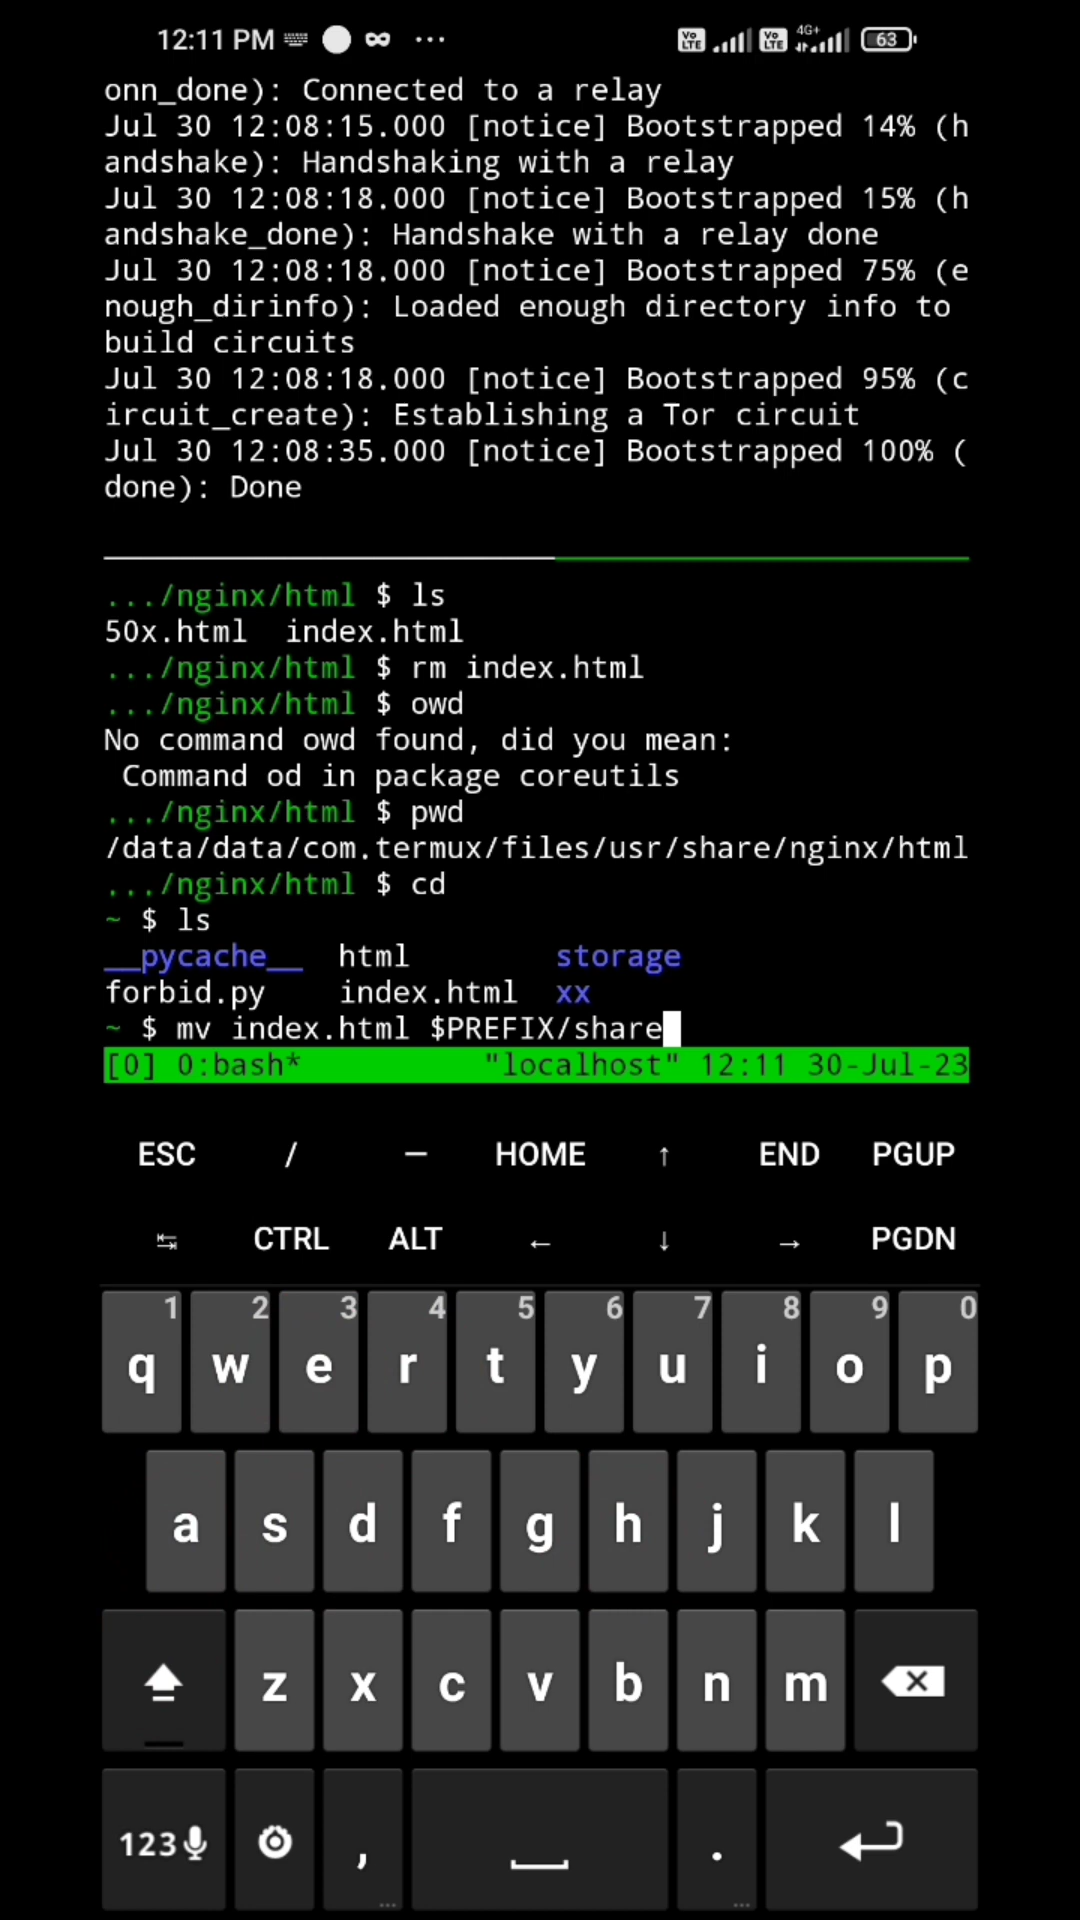 12:11 PM ... Vo LTE Vo LTE 4G+ 63
onn_done): Connected to a relay
Jul 30 12:08:15.000 [notice] Bootstrapped 14% (h
andshake): Handshaking with a relay
Jul 30 12:08:18.000 [notice] Bootstrapped 15% (h
andshake_done): Handshake with a relay done
Jul 30 12:08:18.000 [notice] Bootstrapped 75% (e
nough_dirinfo): Loaded enough directory info to
build circuits
Jul 30 12:08:18.000 [notice] Bootstrapped 95% (c
ircuit_create): Establishing a Tor circuit
Jul 30 12:08:35.000 [notice] Bootstrapped 100% (
done): Done
.../nginx/html $ ls
50x.html  index.html
.../nginx/html $ rm index.html
.../nginx/html $ owd
No command owd found, did you mean:
 Command od in package coreutils
.../nginx/html $ pwd
/data/data/com.termux/files/usr/share/nginx/html
.../nginx/html $ cd
~ $ ls
__pycache__  html        storage
forbid.py    index.html  xx
~ $ mv index.html $PREFIX/share
[0] 0:bash*          "localhost" 12:11 30-Jul-23
ESC / — HOME ↑ END PGUP
↹ CTRL ALT ← ↓ → PGDN
1 2 3 4 5 6 7 8 9 0
q w e r t y u i o p
a s d f g h j k l
z x c v b n m
123 , .